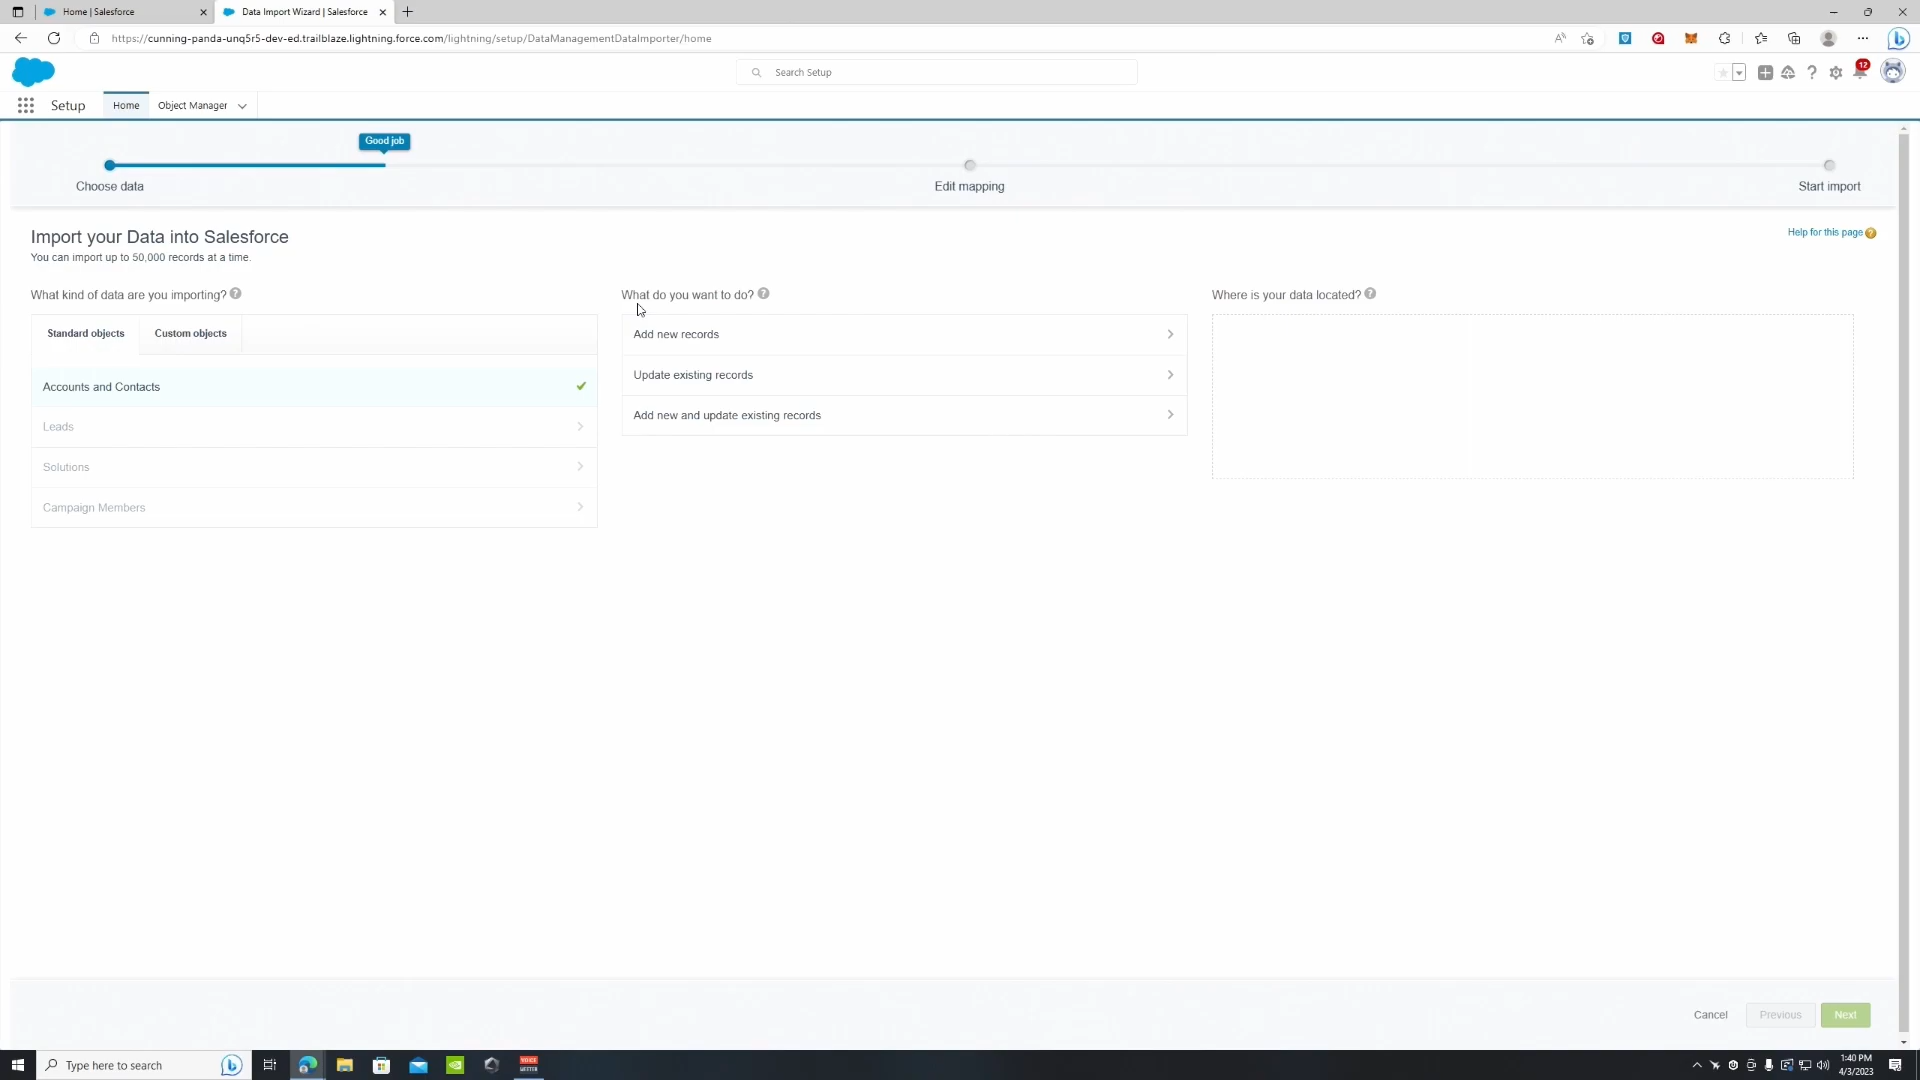 Home | Salesforce
Data Import Wizard | Salesforce
https://cunning-panda-unq5r5-dev-ed.trailblaze.lightning.force.com/lightning/setup/DataManagementDataImporter/home
Search Setup
12
Setup
Home
Object Manager
Good job
Choose data
Edit mapping
Start import
Import your Data into Salesforce
Help for this page
You can import up to 50,000 records at a time.
What kind of data are you importing?
What do you want to do?
Where is your data located?
Standard objects
Custom objects
Add new records
Update existing records
Accounts and Contacts
Add new and update existing records
Leads
Solutions
Campaign Members
Cancel
Previous
Next
Type here to search
1:40 PM
4/3/2023